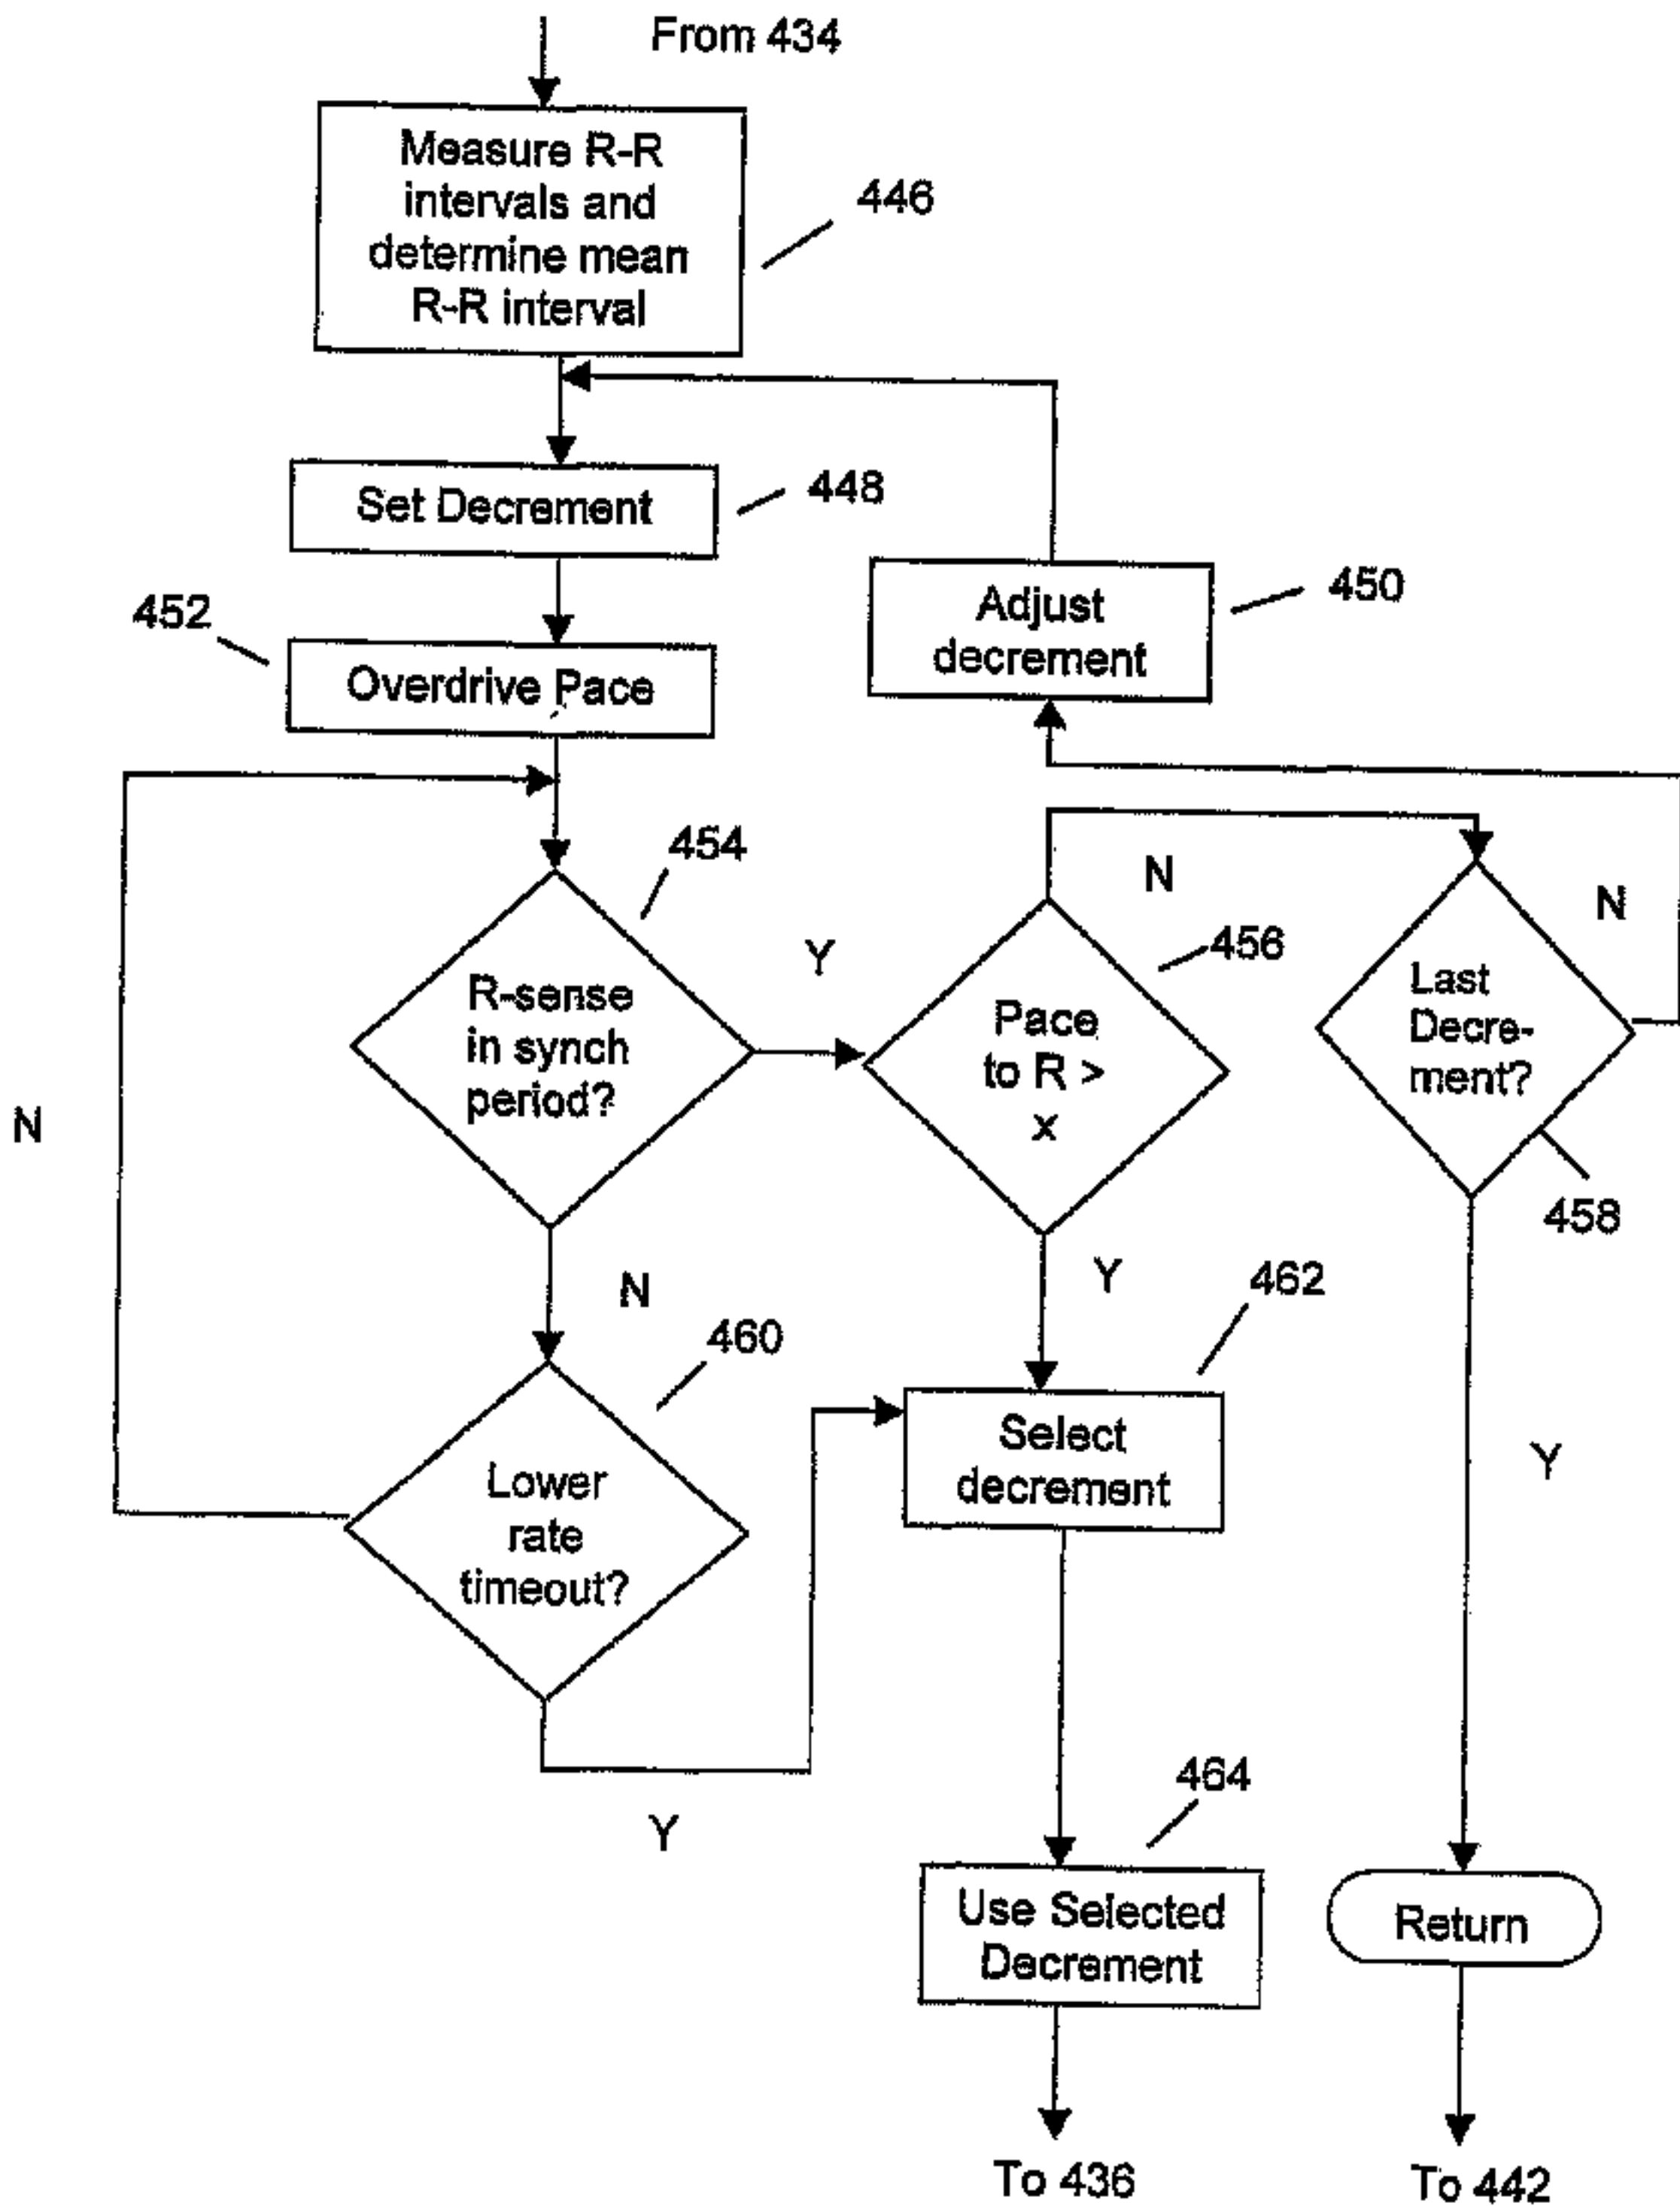 From 434
Measure R-R
intervals and
determine mean
R-R interval
446
Set Decrement
448
Adjust
decrement
450
452
Overdrive Pace
454
R-sense
in synch
period?
Y
N
456
Pace
to R >
x
N
Last
Decre-
ment?
N
458
Y
N
460
Lower
rate
timeout?
Y
Y
462
Select
decrement
Y
464
Use Selected
Decrement
Return
To 436
To 442